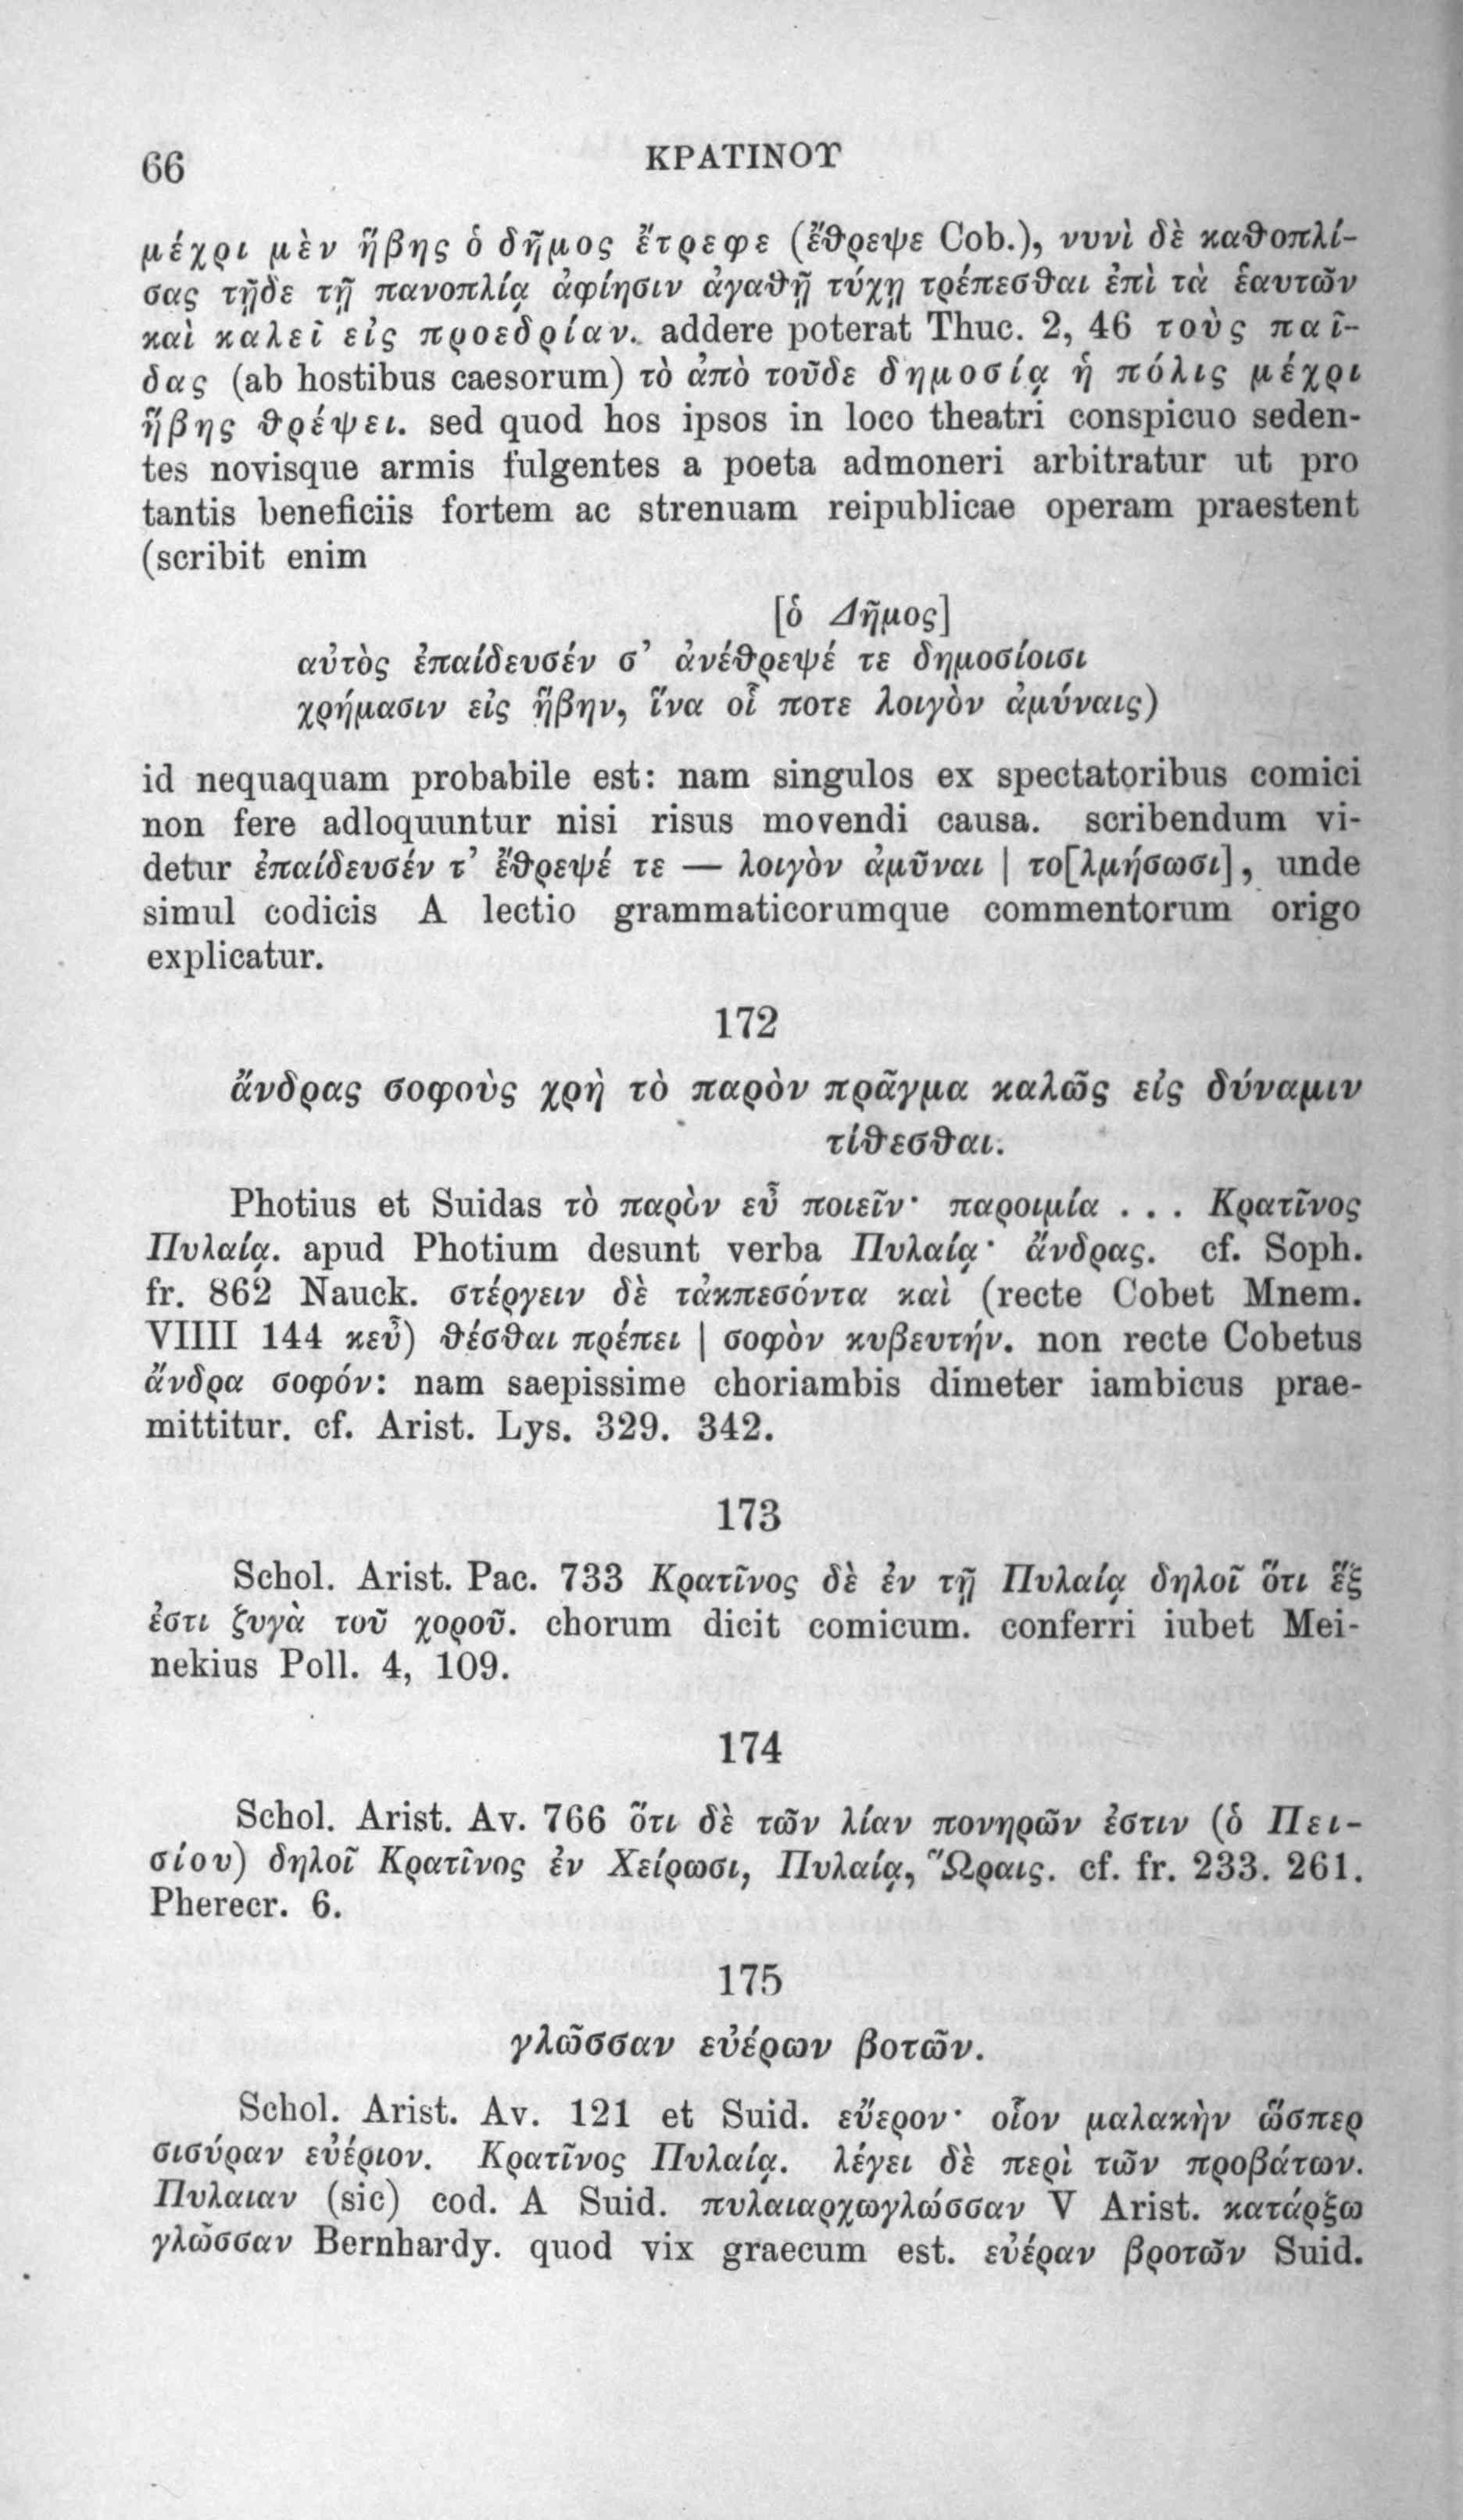 66
ΚΡΑΤΙΝΟΥ
μέχρι μὲν ἥβης ὁ δῆμος ἔτρεφε (ἔθρεψε Cob.), νυνὶ δὲ καθοπλί-
σας τῇδε τῇ πανοπλίᾳ ἀφίησιν ἀγαθῇ τύχῃ τρέπεσθαι ἐπὶ τὰ ἑαυτῶν
καὶ καλεῖ εἰς προεδρίαν. addere poterat Thuc. 2, 46 τοὺς παῖ-
δας (ab hostibus caesorum) τὸ ἀπὸ τοῦδε δημοσίᾳ ἡ πόλις μέχρι
ἥβης θρέψει. sed quod hos ipsos in loco theatri conspicuo seden-
tes novisque armis fulgentes a poeta admoneri arbitratur ut pro
tantis beneficiis fortem ac strenuam reipublicae operam praestent
(scribit enim
[ὁ Δῆμος]
αὐτὸς ἐπαίδευσέν σ’ ἀνέθρεψέ τε δημοσίοισι
χρήμασιν εἰς ἥβην, ἵνα οἷ ποτε λοιγὸν ἀμύναις)
id nequaquam probabile est: nam singulos ex spectatoribus comici
non fere adloquuntur nisi risus movendi causa. scribendum vi-
detur ἐπαίδευσέν τ’ ἔθρεψέ τε — λοιγὸν ἀμῦναι | το[λμήσωσι], unde
simul codicis A lectio grammaticorumque commentorum origo
explicatur.
172
ἄνδρας σοφοὺς χρὴ τὸ παρὸν πρᾶγμα καλῶς εἰς δύναμιν
τίθεσθαι.
Photius et Suidas τὸ παρὸν εὖ ποιεῖν· παροιμία . . . Κρατῖνος
Πυλαίᾳ. apud Photium desunt verba Πυλαίᾳ· ἄνδρας. cf. Soph.
fr. 862 Nauck. στέργειν δὲ τἀκπεσόντα καὶ (recte Cobet Mnem.
VIIII 144 κεὖ) θέσθαι πρέπει | σοφὸν κυβευτήν. non recte Cobetus
ἄνδρα σοφόν: nam saepissime choriambis dimeter iambicus prae-
mittitur. cf. Arist. Lys. 329. 342.
173
Schol. Arist. Pac. 733 Κρατῖνος δὲ ἐν τῇ Πυλαίᾳ δηλοῖ ὅτι ἕξ
ἐστι ζυγὰ τοῦ χοροῦ. chorum dicit comicum. conferri iubet Mei-
nekius Poll. 4, 109.
174
Schol. Arist. Av. 766 ὅτι δὲ τῶν λίαν πονηρῶν ἐστιν (ὁ Πει-
σίου) δηλοῖ Κρατῖνος ἐν Χείρωσι, Πυλαίᾳ, Ὥραις. cf. fr. 233. 261.
Pherecr. 6.
175
γλῶσσαν εὐέρων βοτῶν.
Schol. Arist. Av. 121 et Suid. εὔερον· οἷον μαλακὴν ὥσπερ
σισύραν εὐέριον. Κρατῖνος Πυλαίᾳ. λέγει δὲ περὶ τῶν προβάτων.
Πυλαιαν (sic) cod. A Suid. πυλαιαρχωγλώσσαν V Arist. κατάρξω
γλῶσσαν Bernhardy. quod vix graecum est. εὐέραν βροτῶν Suid.